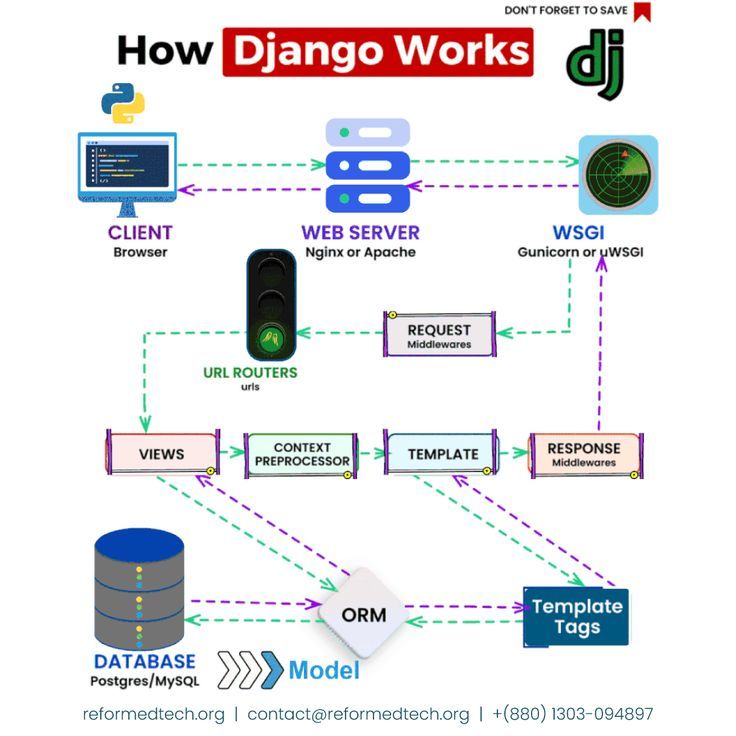 DON'T FORGET TO SAVE
How Django Works
dj
CLIENT
Browser
WEB SERVER
Nginx or Apache
WSGI
Gunicorn or uWSGI
REQUEST
Middlewares
URL ROUTERS
urls
VIEWS
CONTEXT
PREPROCESSOR
TEMPLATE
RESPONSE
Middlewares
ORM
Template
Tags
DATABASE
Postgres/MySQL
Model
reformedtech.org | contact@reformedtech.org | +(880) 1303-094897